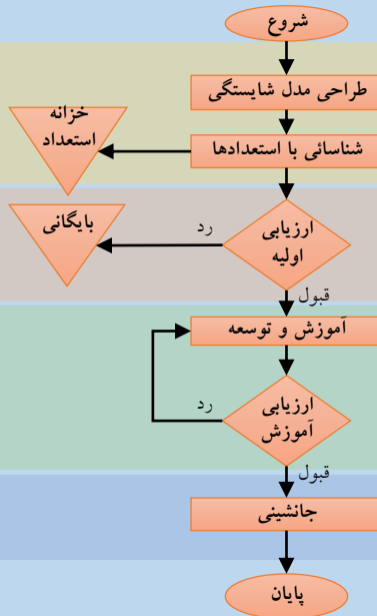 شروع
طراحی مدل شایستگی
خزانه
استعداد
شناسائی با استعدادها
بایگانی
رد
ارزیابی
اولیه
قبول
آموزش و توسعه
رد
ارزیابی
آموزش
قبول
جانشینی
پایان